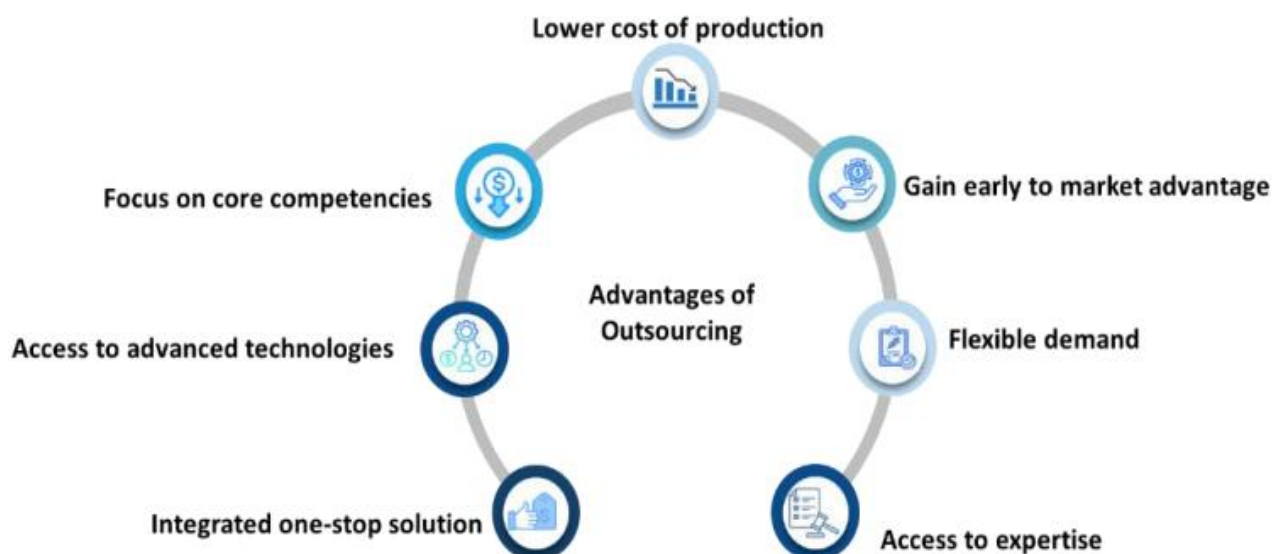 Lower cost of production
Focus on core competencies
Gain early to market advantage
Advantages of
Outsourcing
Access to advanced technologies
Flexible demand
Integrated one-stop solution
Access to expertise